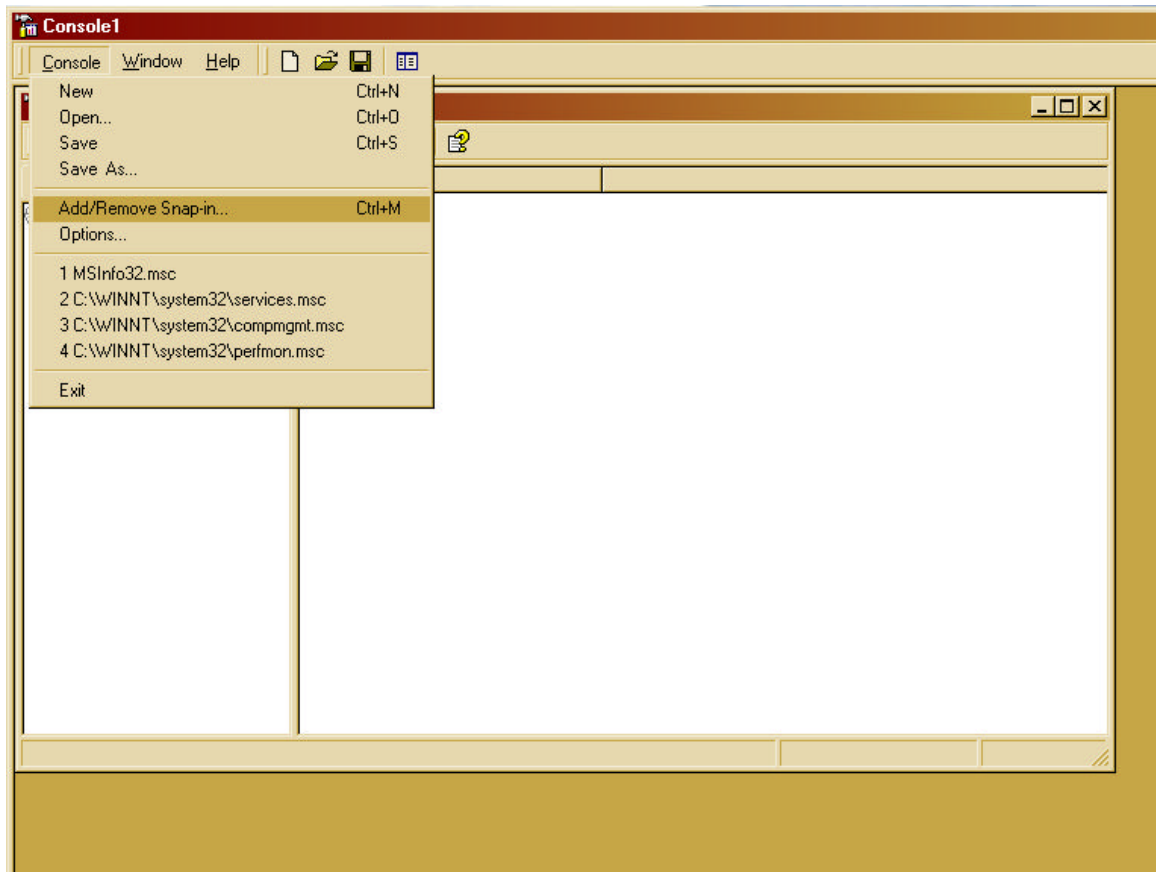 Console1
Console Window Help
New Ctrl+N
Open... Ctrl+O
Save Ctrl+S
Save As...
Add/Remove Snap-in... Ctrl+M
Options...
1 MSInfo32.msc
2 C:\WINNT\system32\services.msc
3 C:\WINNT\system32\compmgmt.msc
4 C:\WINNT\system32\perfmon.msc
Exit